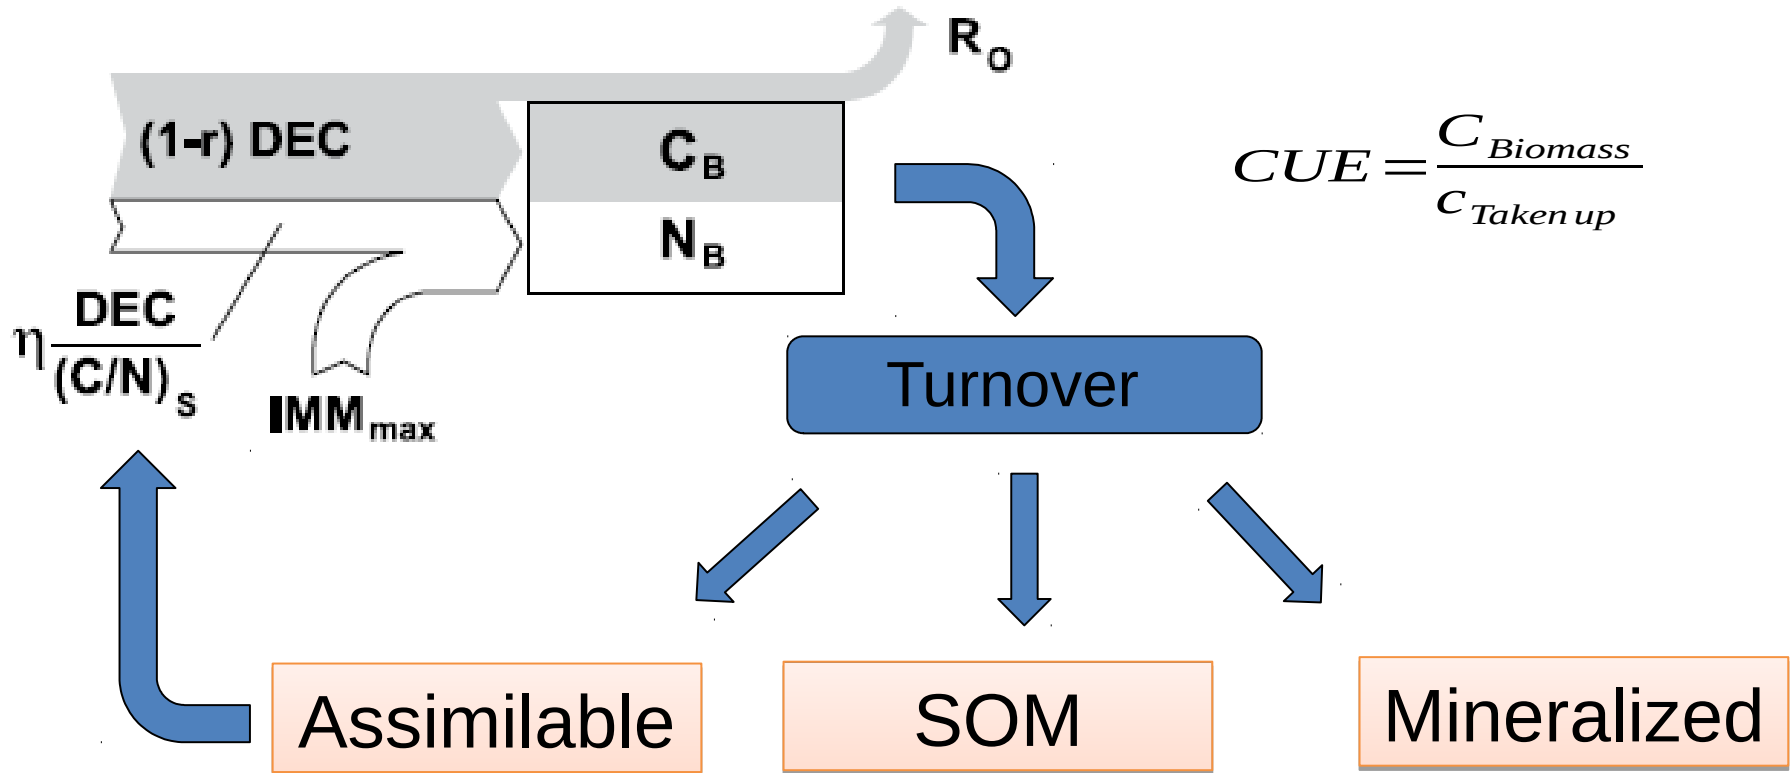 R_O
(1-r) DEC
C_B
N_B
CUE = C_Biomass / c_Taken up
η DEC / (C/N)_S
IMM_max
Turnover
Assimilable
SOM
Mineralized